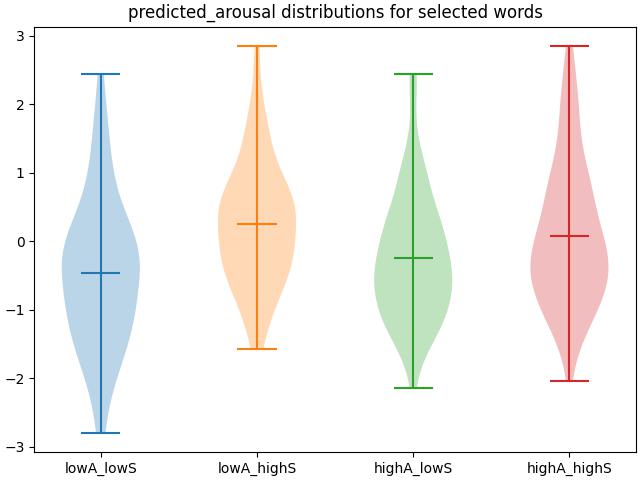 predicted_arousal distributions for selected words
3
2
1
0
−1
−2
−3
lowA_lowS
lowA_highS
highA_lowS
highA_highS